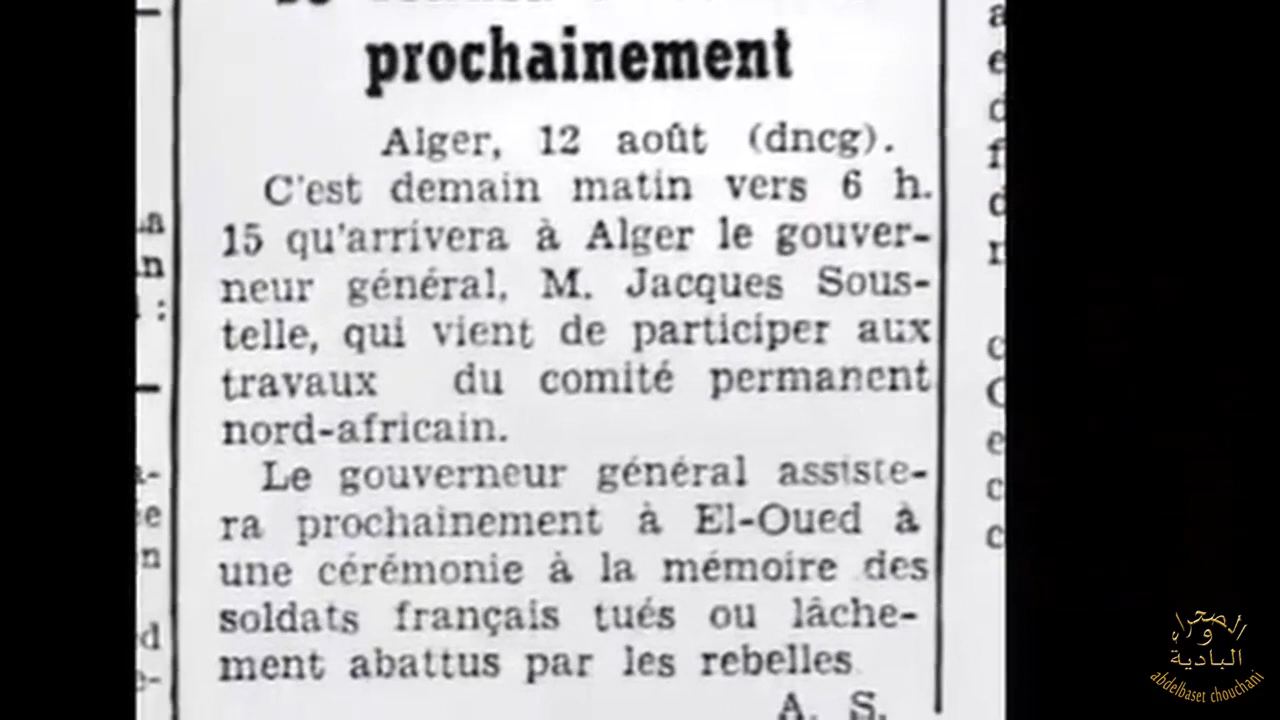 prochainement
Alger, 12 août (dncg).
C'est demain matin vers 6 h.
15 qu'arrivera à Alger le gouver-
neur général, M. Jacques Sous-
telle, qui vient de participer aux
travaux du comité permanent
nord-africain.
Le gouverneur général assiste-
ra prochainement à El-Oued à
une cérémonie à la mémoire des
soldats français tués ou lâche-
ment abattus par les rebelles
A. S.
الصحراء
و
البادية
abdelbaset chouchani